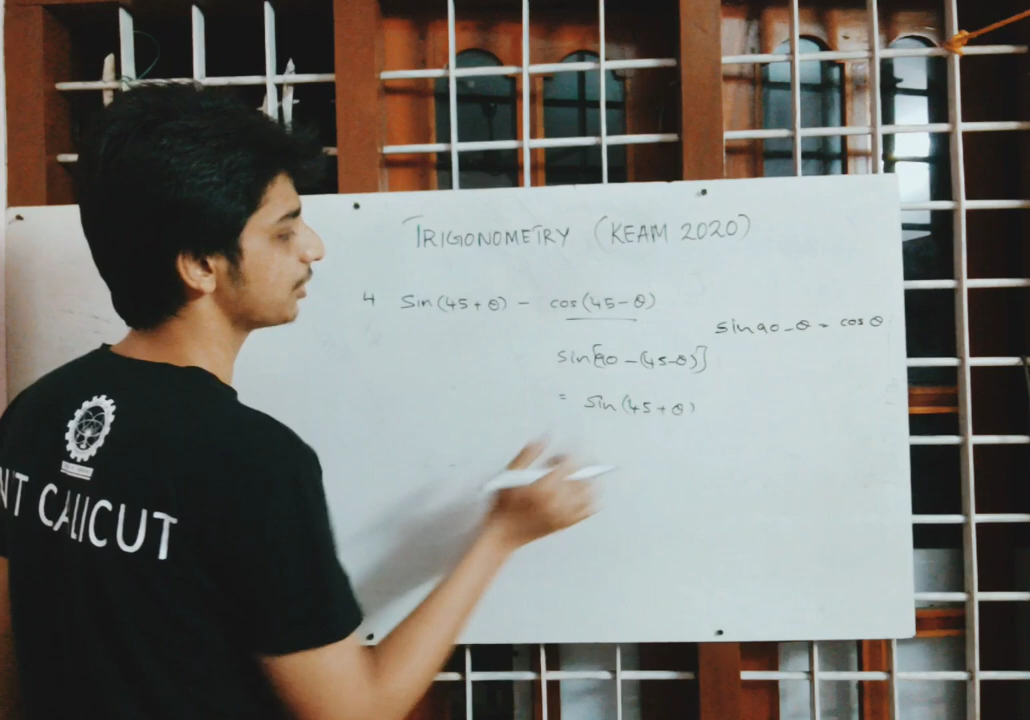 TRIGONOMETRY (KEAM 2020)
4 Sin(45+θ) - cos(45-θ)
sin90-θ = cosθ
sin[90-(45-θ)]
= sin(45+θ)
NT CALICUT